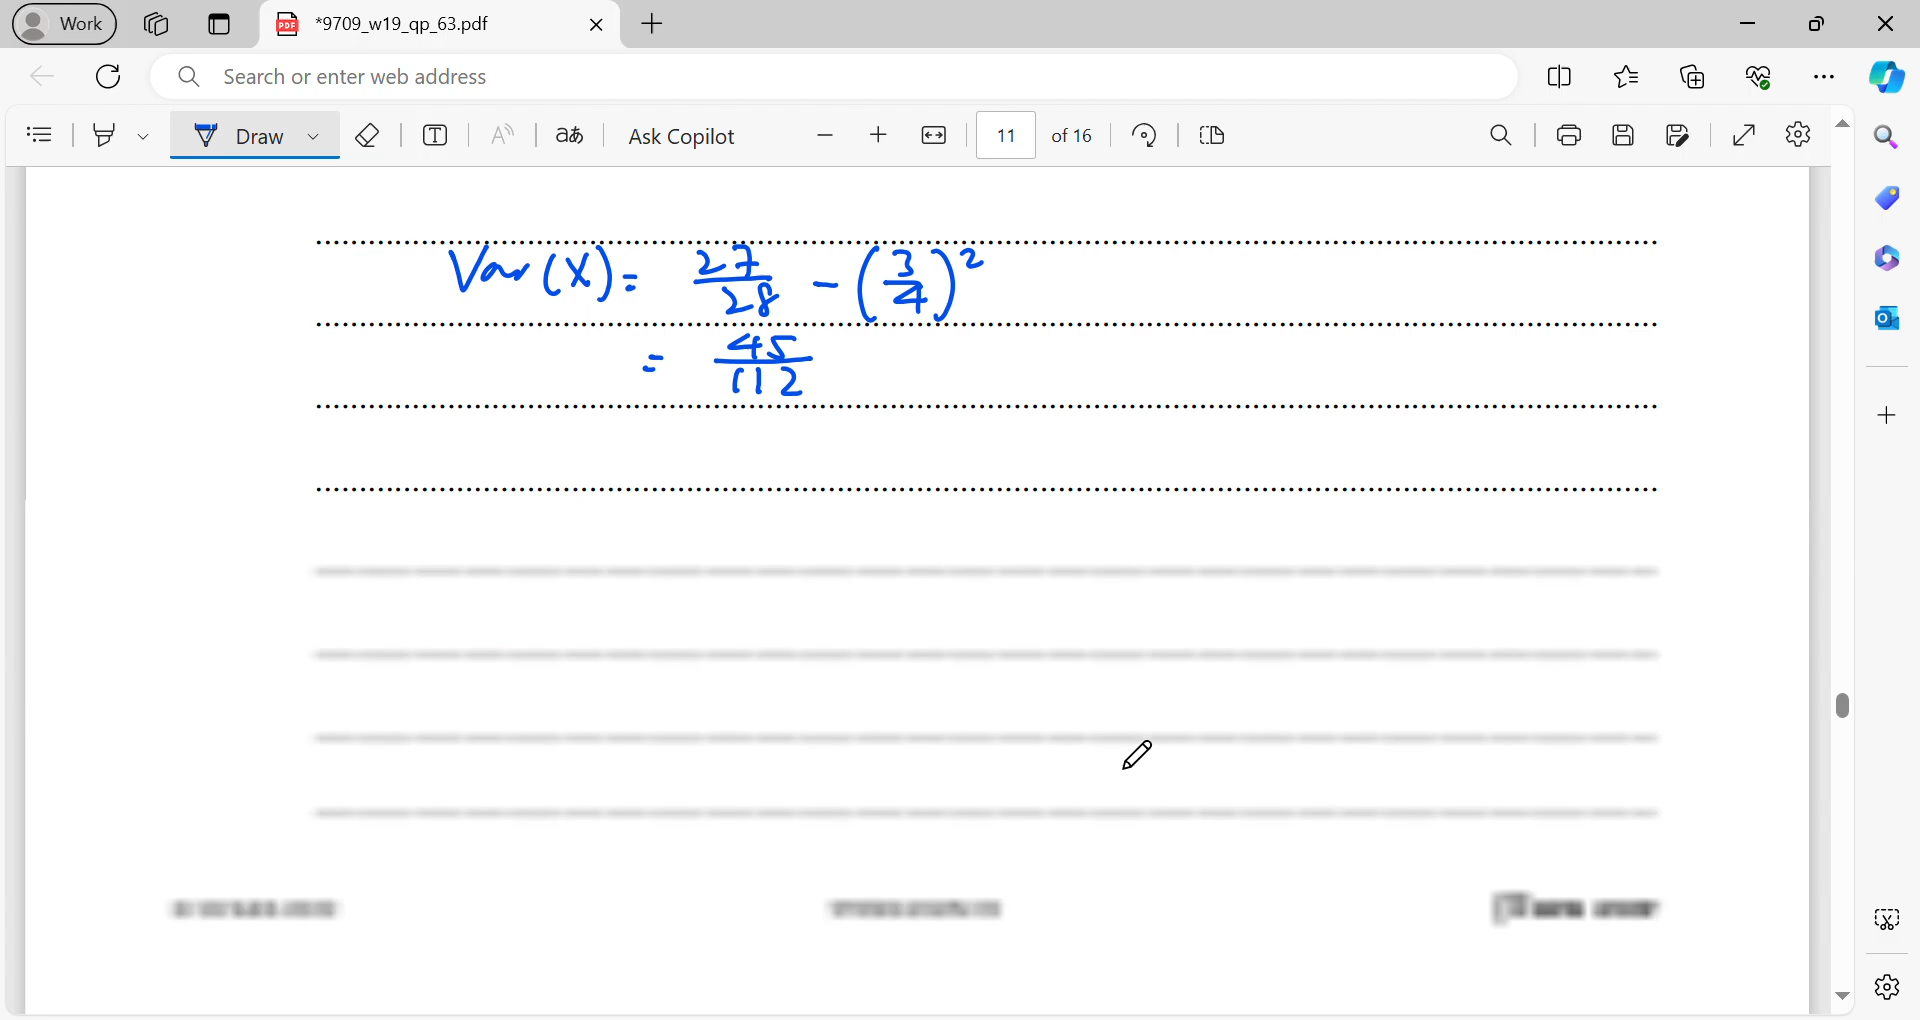 Work
*9709_w19_qp_63.pdf
Search or enter web address
Draw
Ask Copilot
11 of 16
Var(X) = 27/28 - (3/4)²
= 45/112